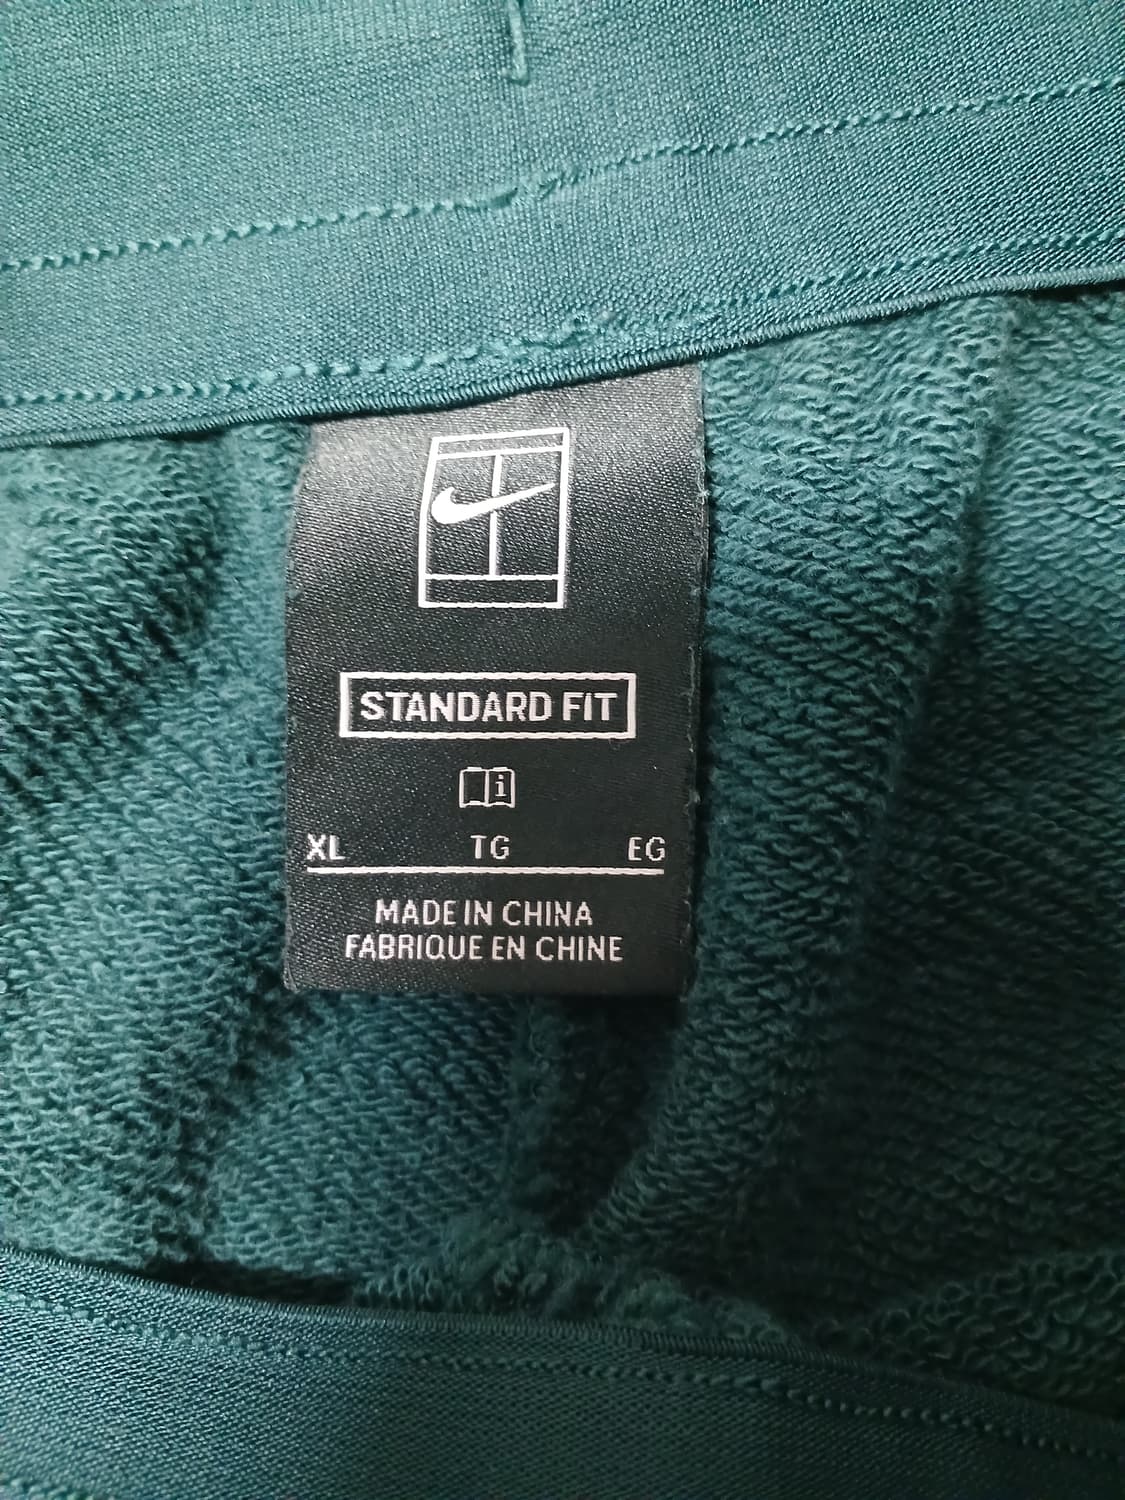 STANDARD FIT
i
XL TG EG
MADE IN CHINA
FABRIQUE EN CHINE